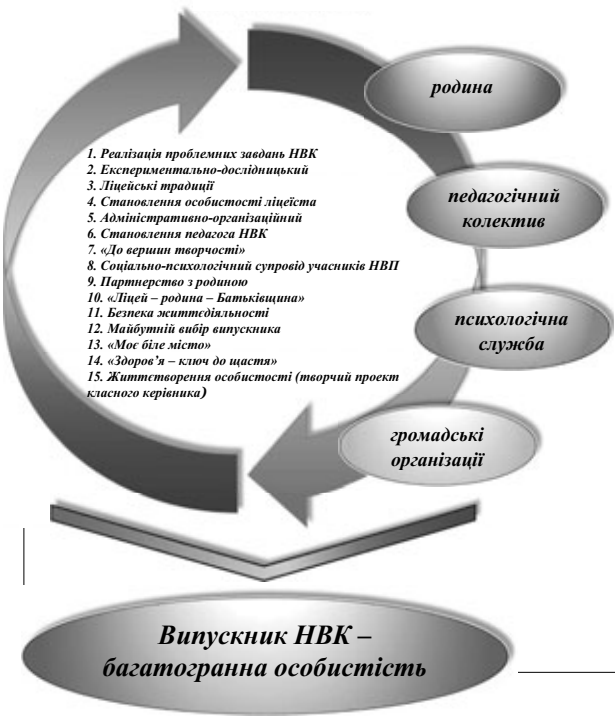 родина
1. Реалізація проблемних завдань НВК
2. Експериментально-дослідницький
3. Ліцейські традиції
4. Становлення особистості ліцеїста
5. Адміністративно-організаційний
6. Становлення педагога НВК
7. «До вершин творчості»
8. Соціально-психологічний супровід учасників НВП
9. Партнерство з родиною
10. «Ліцей – родина – Батьківщина»
11. Безпека життєдіяльності
12. Майбутній вибір випускника
13. «Моє біле місто»
14. «Здоров'я – ключ до щастя»
15. Життєтворення особистості (творчий проект
класного керівника)
педагогічний
колектив
психологічна
служба
громадські
організації
Випускник НВК –
багатогранна особистість